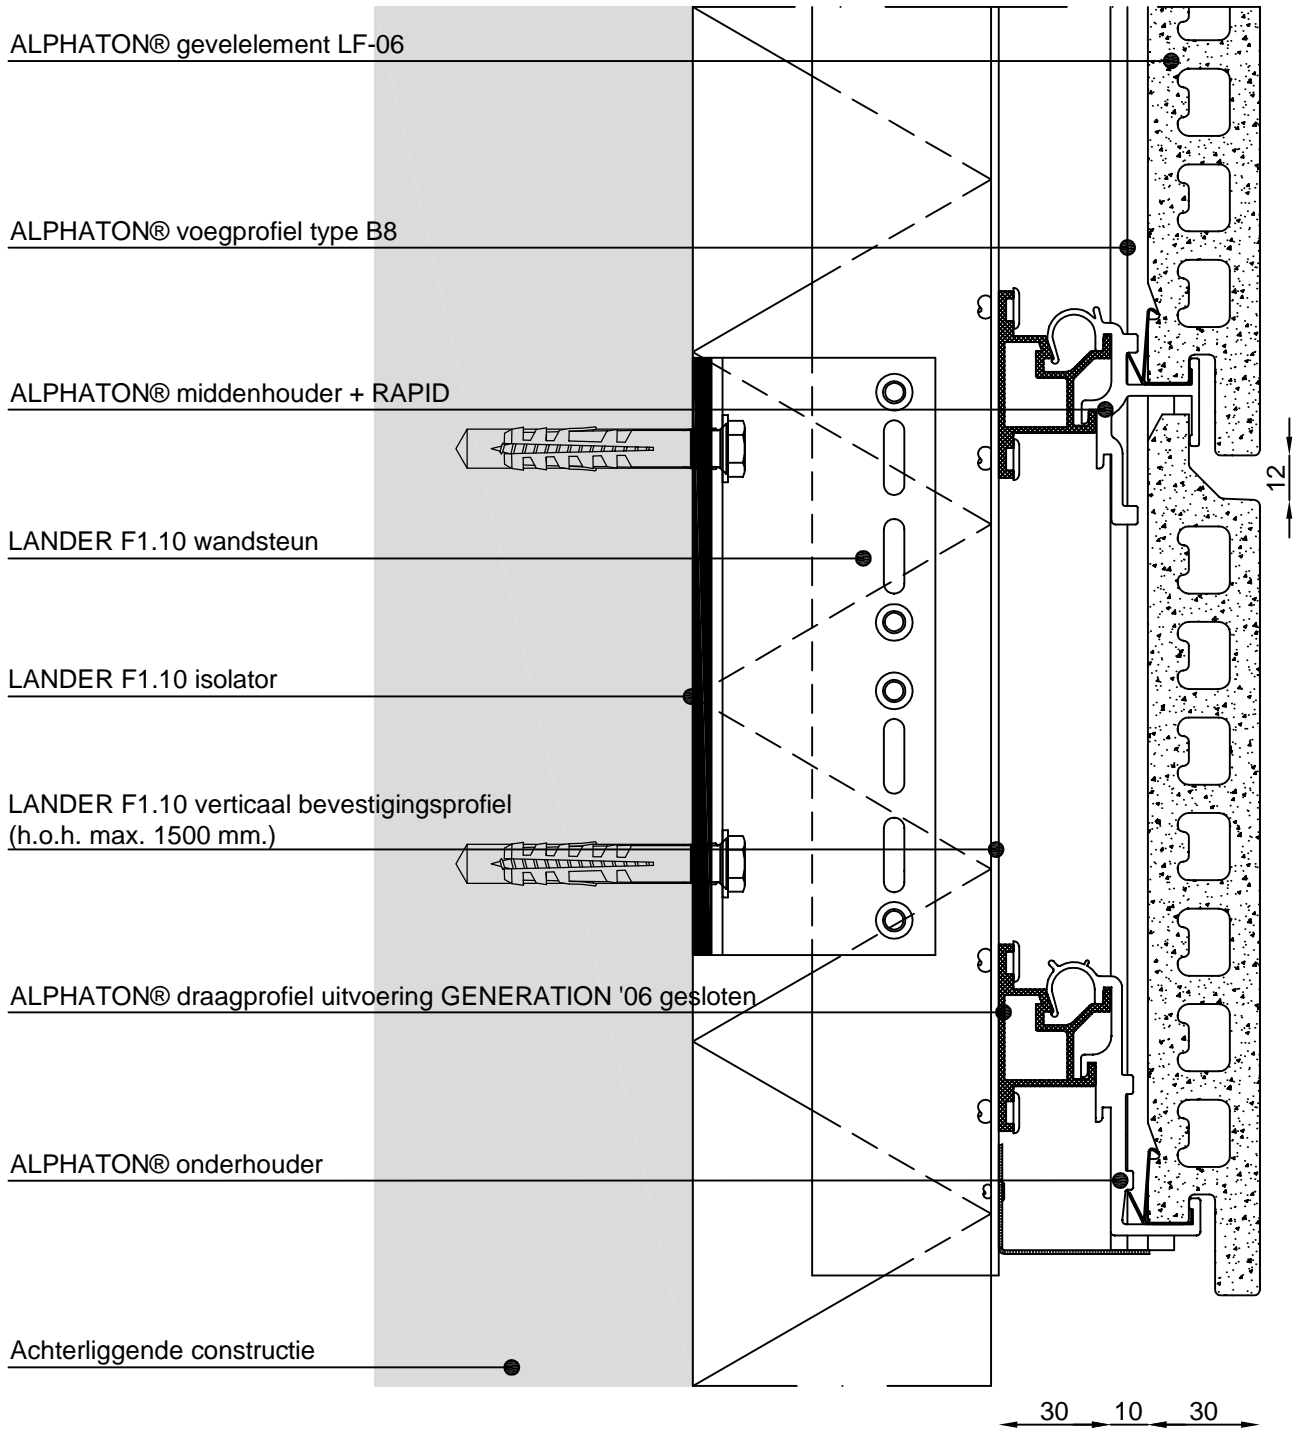 ALPHATON® gevelelement LF-06
ALPHATON® voegprofiel type B8
ALPHATON® middenhouder + RAPID
12
LANDER F1.10 wandsteun
LANDER F1.10 isolator
LANDER F1.10 verticaal bevestigingsprofiel
(h.o.h. max. 1500 mm.)
ALPHATON® draagprofiel uitvoering GENERATION '06 gesloten
ALPHATON® onderhouder
Achterliggende constructie
30 10 30